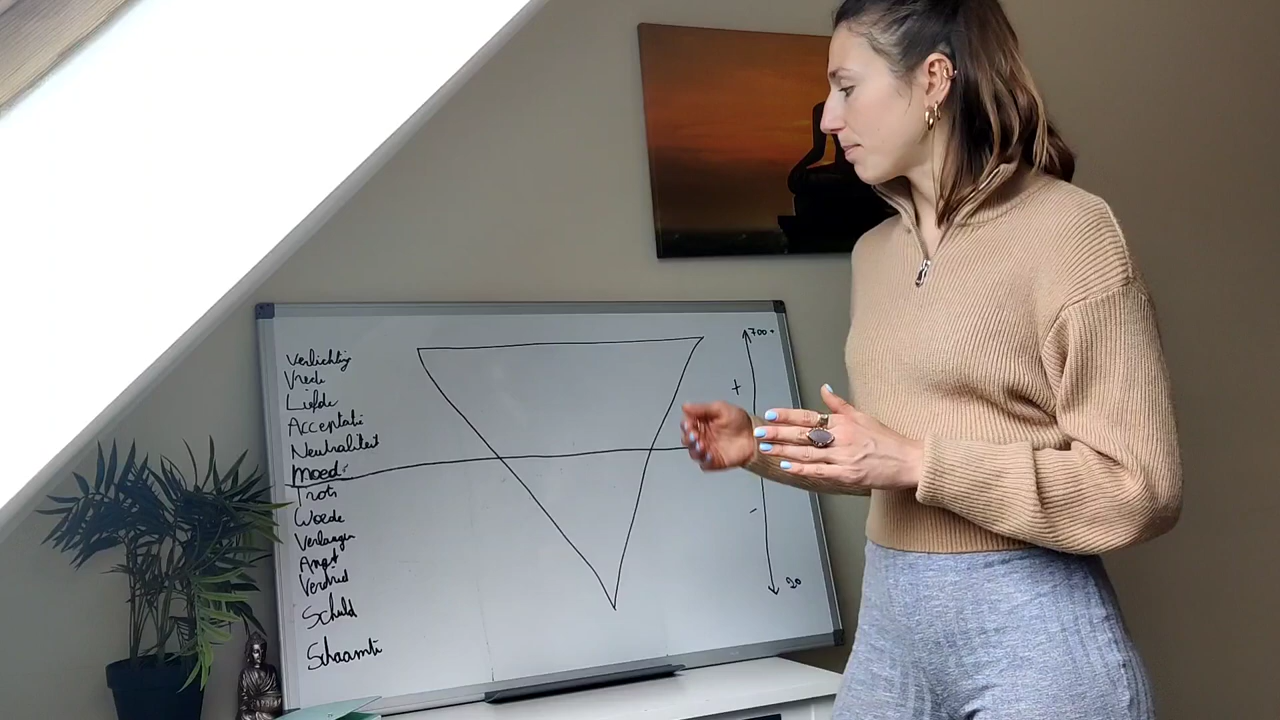 Verlichting
Vrede
Liefde
Acceptatie
Neutraliteit
Moed
Trots
Woede
Verlangen
Angst
Verdriet
Schuld
Schaamte
700+
+
-
20